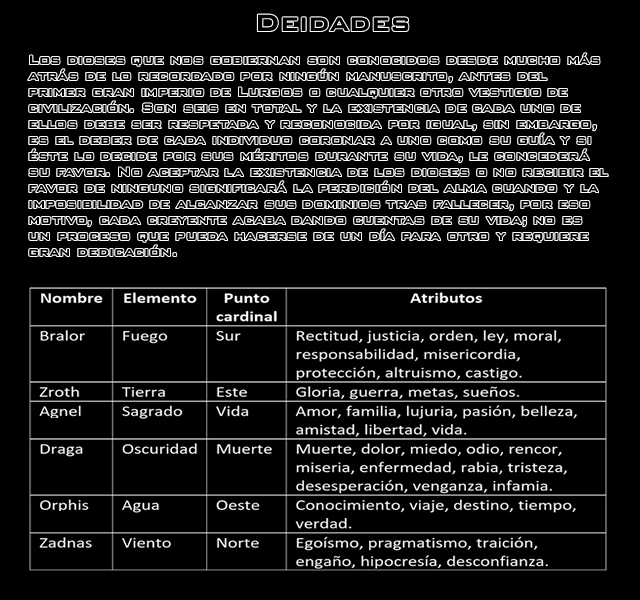 Deidades
Los dioses que nos gobiernan son conocidos desde mucho más
atrás de lo recordado por ningún manuscrito, antes del
primer gran imperio de Lurgos o cualquier otro vestigio de
civilización. Son seis en total y la existencia de cada uno de
ellos debe ser respetada y reconocida por igual, sin embargo,
es el deber de cada individuo coronar a uno como su guía y si
éste lo decide por sus méritos durante su vida, le concederá
su favor. No aceptar la existencia de los dioses o no recibir el
favor de ninguno significará la perdición del alma cuando y la
imposibilidad de alcanzar sus dominios tras fallecer, por eso
motivo, cada creyente acaba dando cuentas de su vida; no es
un proceso que pueda hacerse de un día para otro y requiere
gran dedicación.
Nombre Elemento Punto cardinal Atributos
Bralor Fuego Sur Rectitud, justicia, orden, ley, moral,
responsabilidad, misericordia,
protección, altruismo, castigo.
Zroth Tierra Este Gloria, guerra, metas, sueños.
Agnel Sagrado Vida Amor, familia, lujuria, pasión, belleza,
amistad, libertad, vida.
Draga Oscuridad Muerte Muerte, dolor, miedo, odio, rencor,
miseria, enfermedad, rabia, tristeza,
desesperación, venganza, infamia.
Orphis Agua Oeste Conocimiento, viaje, destino, tiempo,
verdad.
Zadnas Viento Norte Egoísmo, pragmatismo, traición,
engaño, hipocresía, desconfianza.